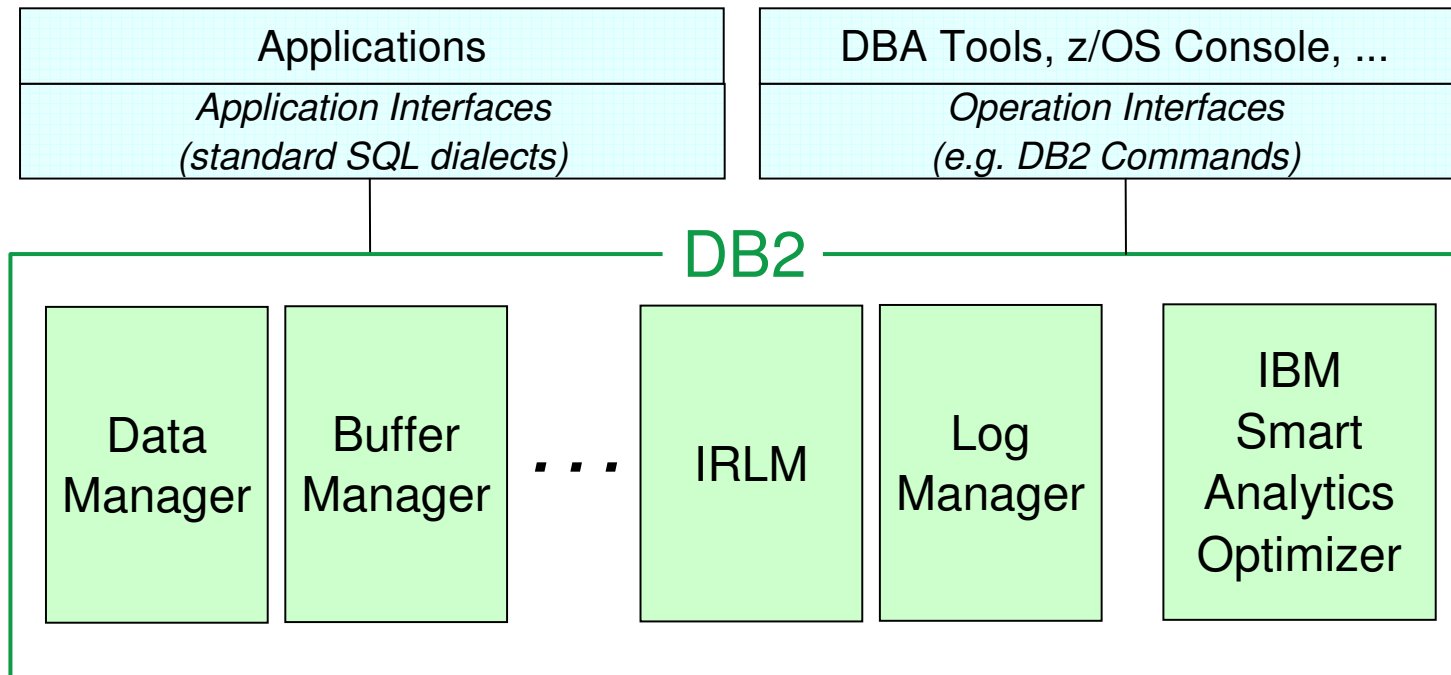 Applications
Application Interfaces
(standard SQL dialects)
DBA Tools, z/OS Console, ...
Operation Interfaces
(e.g. DB2 Commands)
DB2
Data
Manager
Buffer
Manager
. . .
IRLM
Log
Manager
IBM
Smart
Analytics
Optimizer